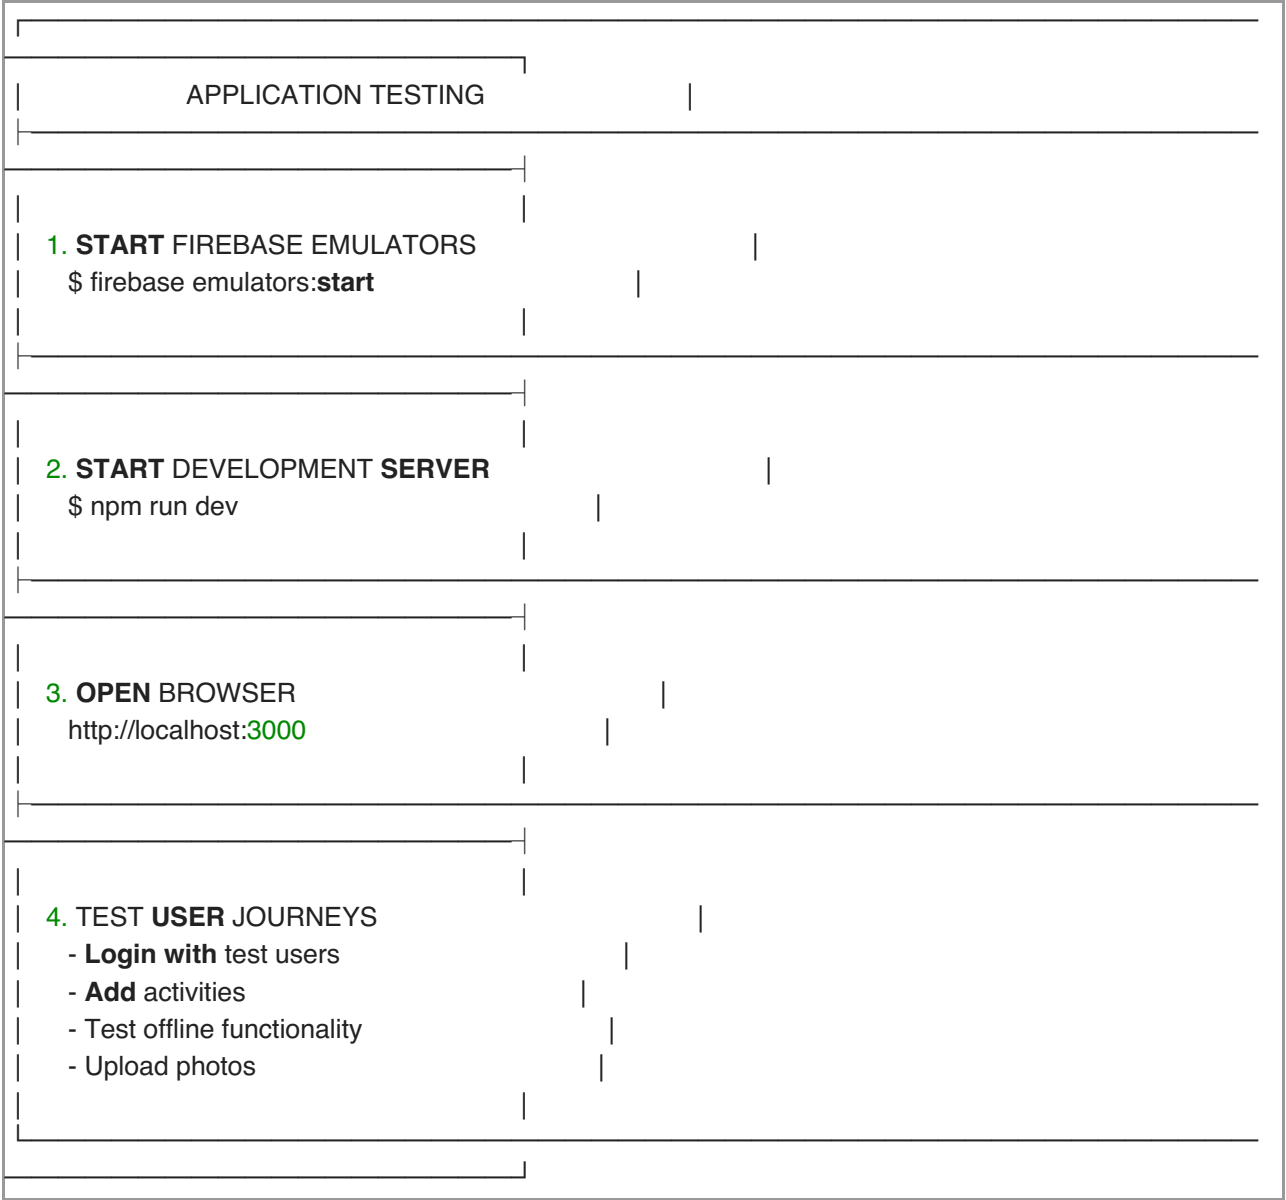 APPLICATION TESTING
1. START FIREBASE EMULATORS
$ firebase emulators:start
2. START DEVELOPMENT SERVER
$ npm run dev
3. OPEN BROWSER
http://localhost:3000
4. TEST USER JOURNEYS
- Login with test users
- Add activities
- Test offline functionality
- Upload photos